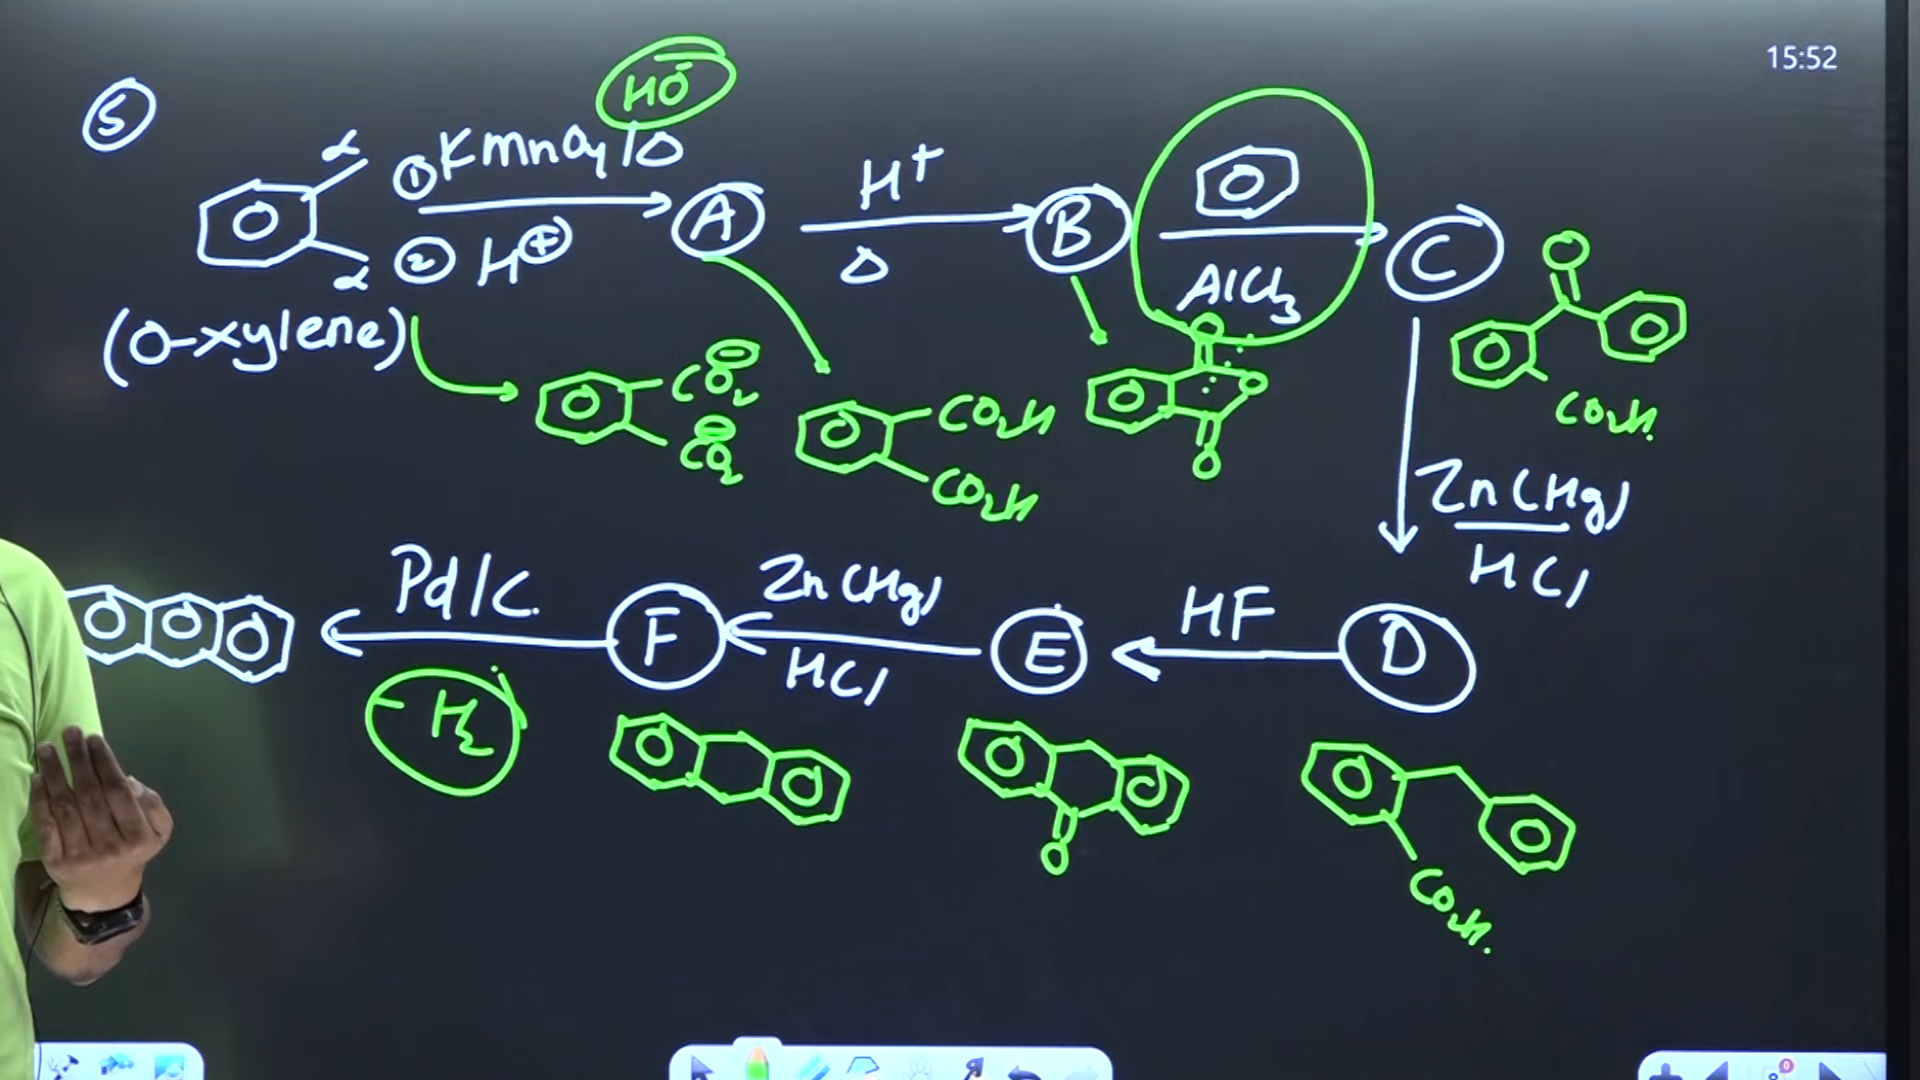 15:52
5
HO⁻
α
① KMnO4/Δ
② H⊕
α
A
H+
Δ
B
AlCl3
C
O
(O-xylene)
CO2⊖
CO2⊖
CO2H
CO2H
O
O
O
CO2H.
Zn(Hg)
HCl
Pd/C.
-H2
F
Zn(Hg)
HCl
E
HF
D
O
CO2H.